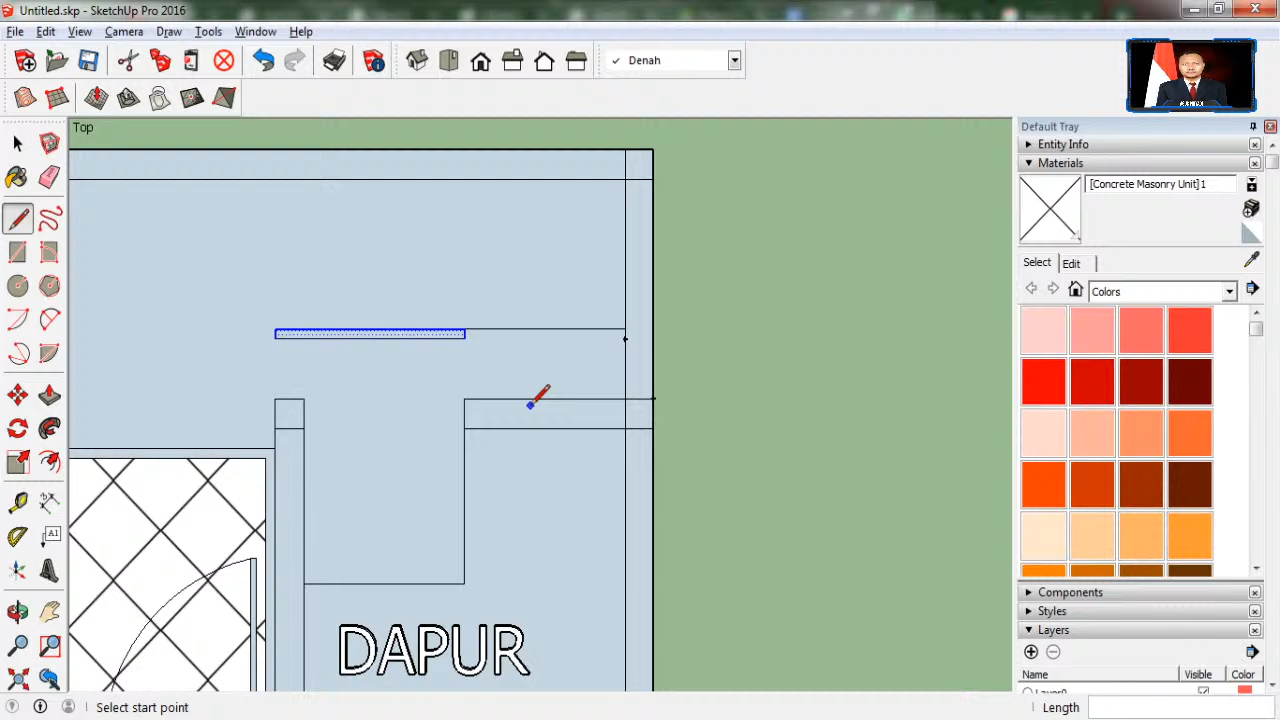 Untitled.skp - SketchUp Pro 2016
File Edit View Camera Draw Tools Window Help
✓ Denah
Top
Default Tray
Entity Info
Materials
[Concrete Masonry Unit]1
Select Edit
Colors
A1
DAPUR
Components
Styles
Layers
Name Visible Color
Layer0
Select start point
Length